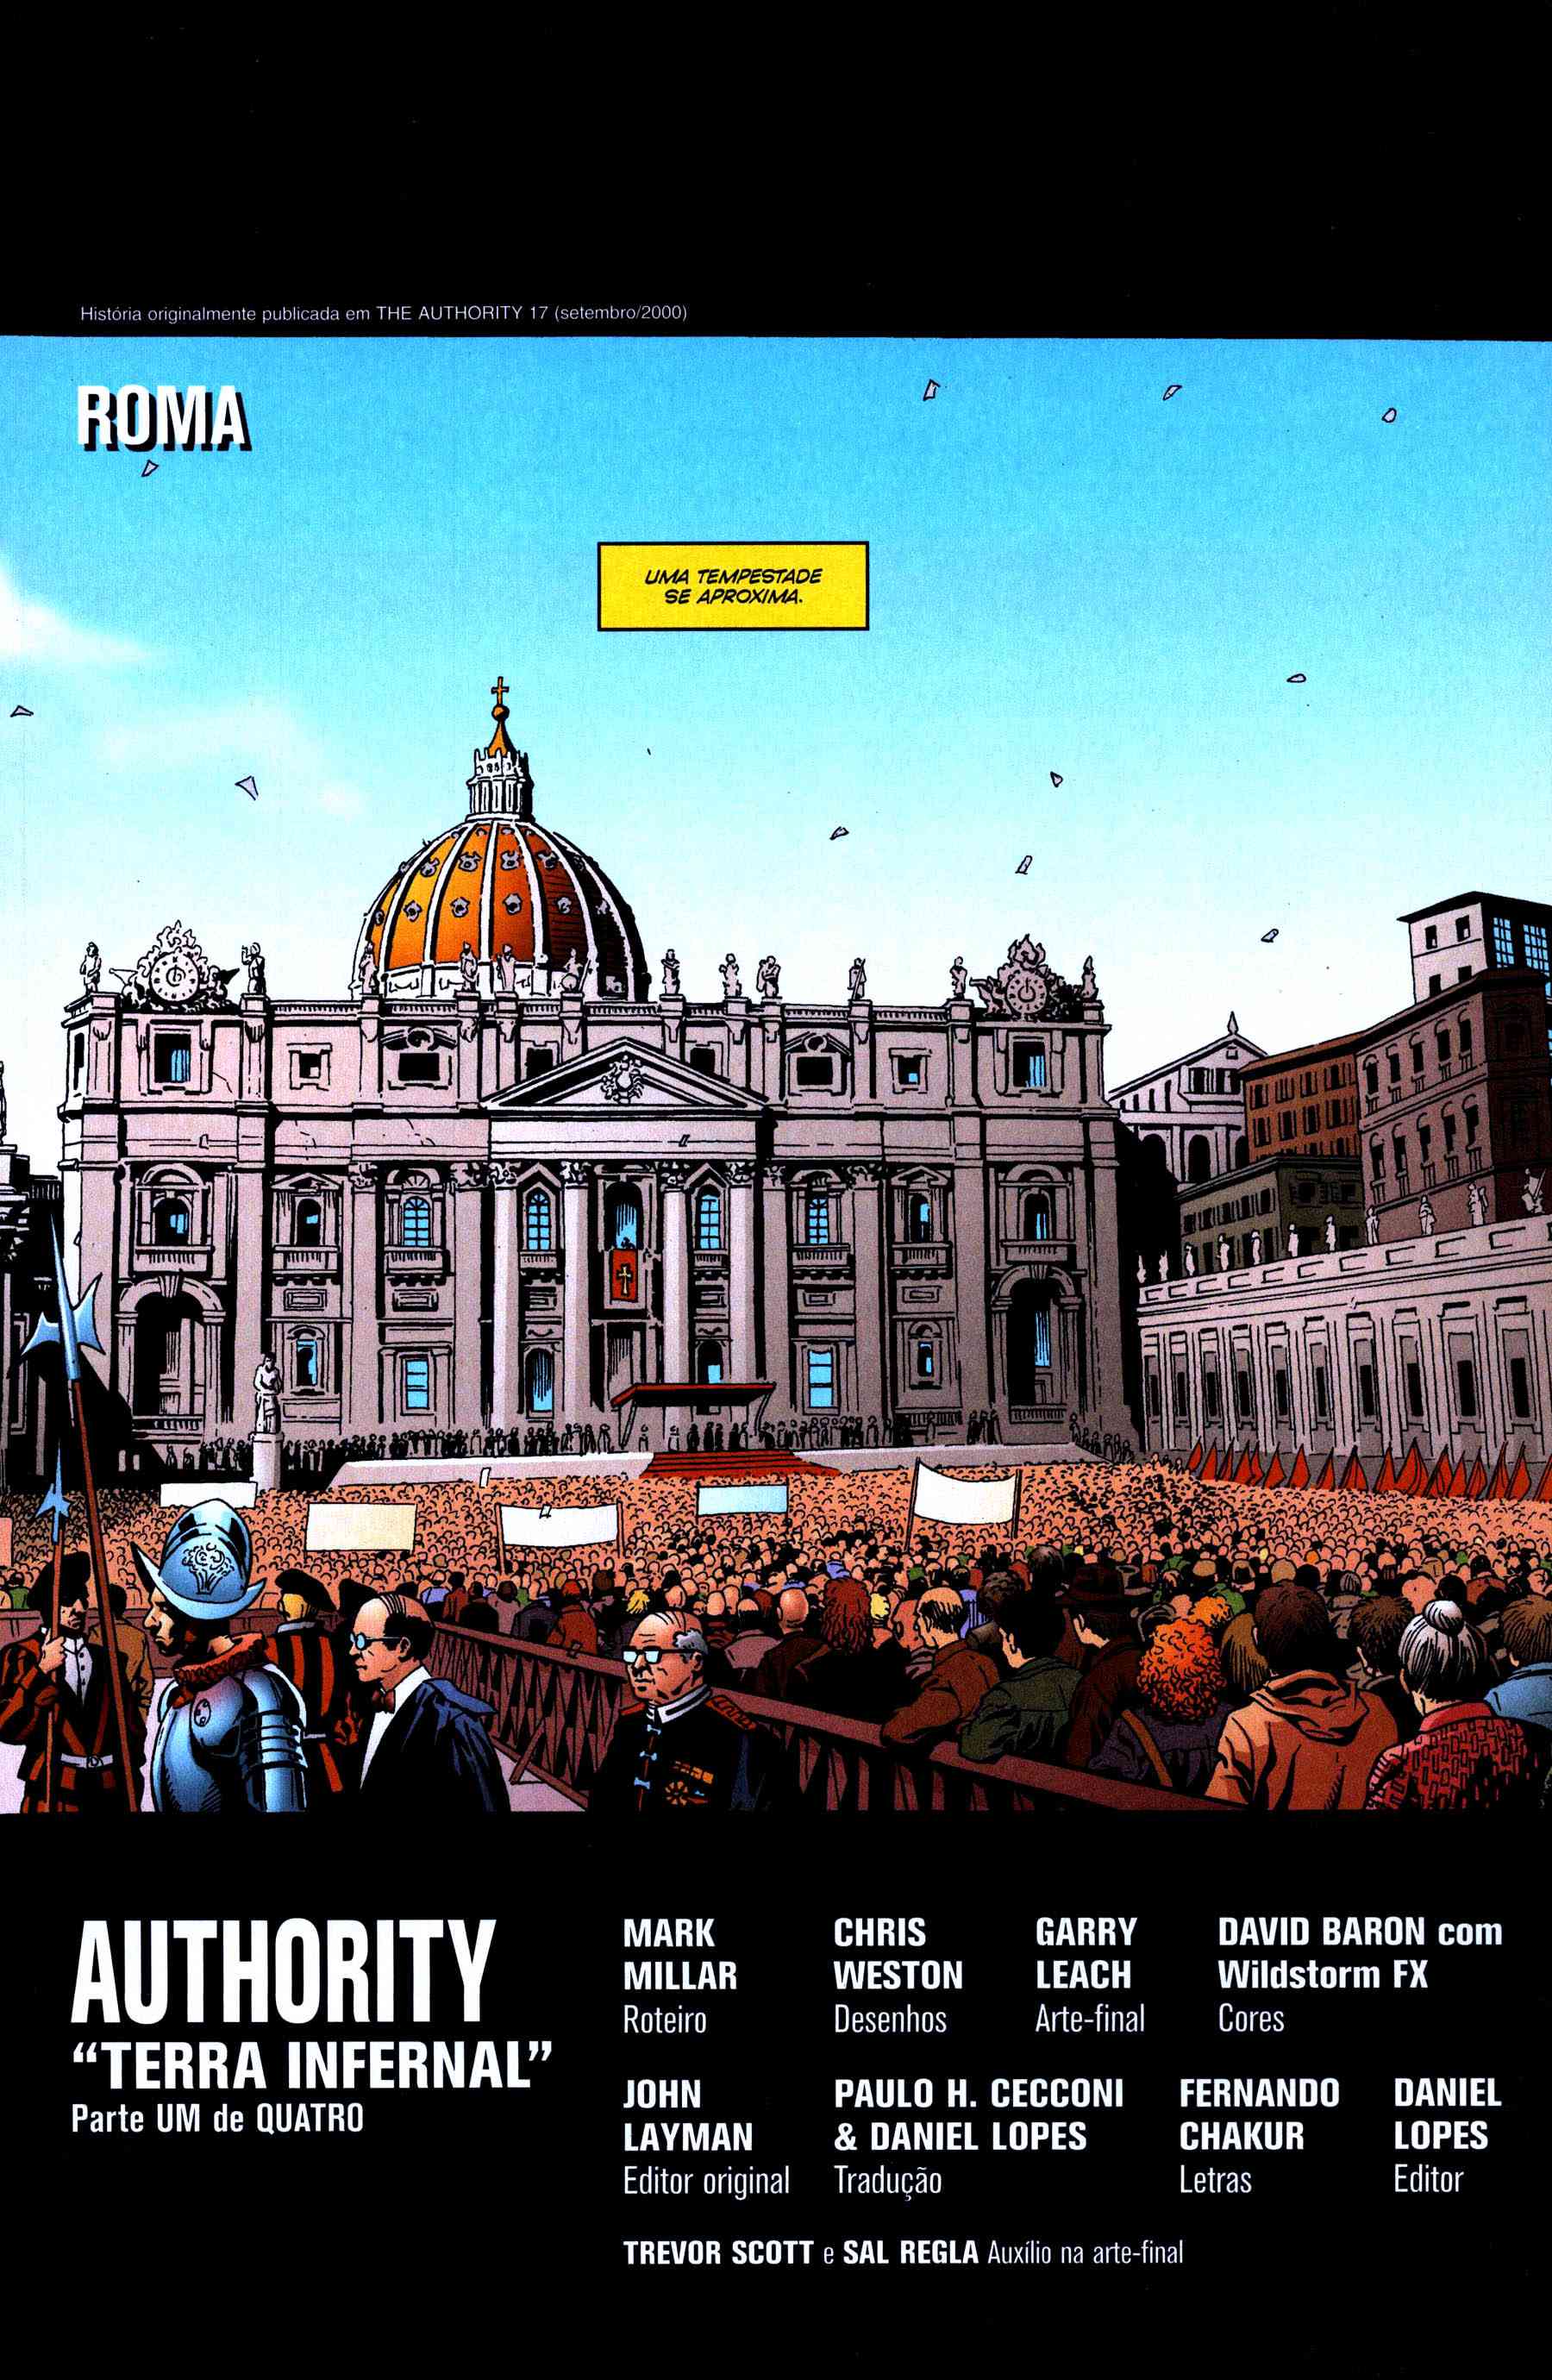 História originalmente publicada em THE AUTHORITY 17 (setembro/2000)
ROMA
UMA TEMPESTADE
SE APROXIMA.
AUTHORITY
“TERRA INFERNAL”
Parte UM de QUATRO
MARK
MILLAR
Roteiro
CHRIS
WESTON
Desenhos
GARRY
LEACH
Arte-final
DAVID BARON com
Wildstorm FX
Cores
JOHN
LAYMAN
Editor original
PAULO H. CECCONI
& DANIEL LOPES
Tradução
FERNANDO
CHAKUR
Letras
DANIEL
LOPES
Editor
TREVOR SCOTT e SAL REGLA Auxílio na arte-final